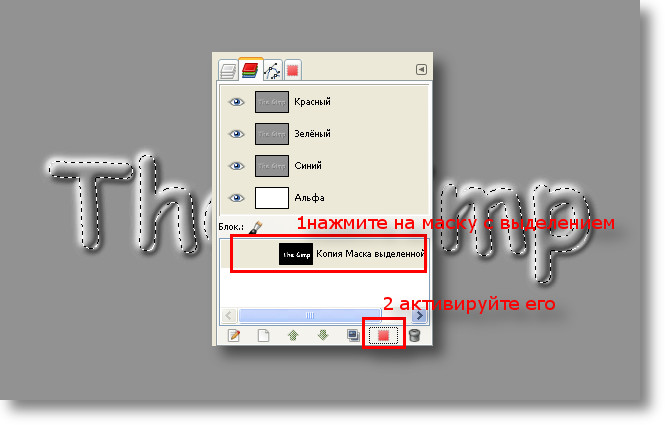 The Gimp
Красный
Зелёный
Синий
Альфа
Блок.:
1нажмите на маску с выделением
The Gimp Копия Маска выделенной
2 активируйте его